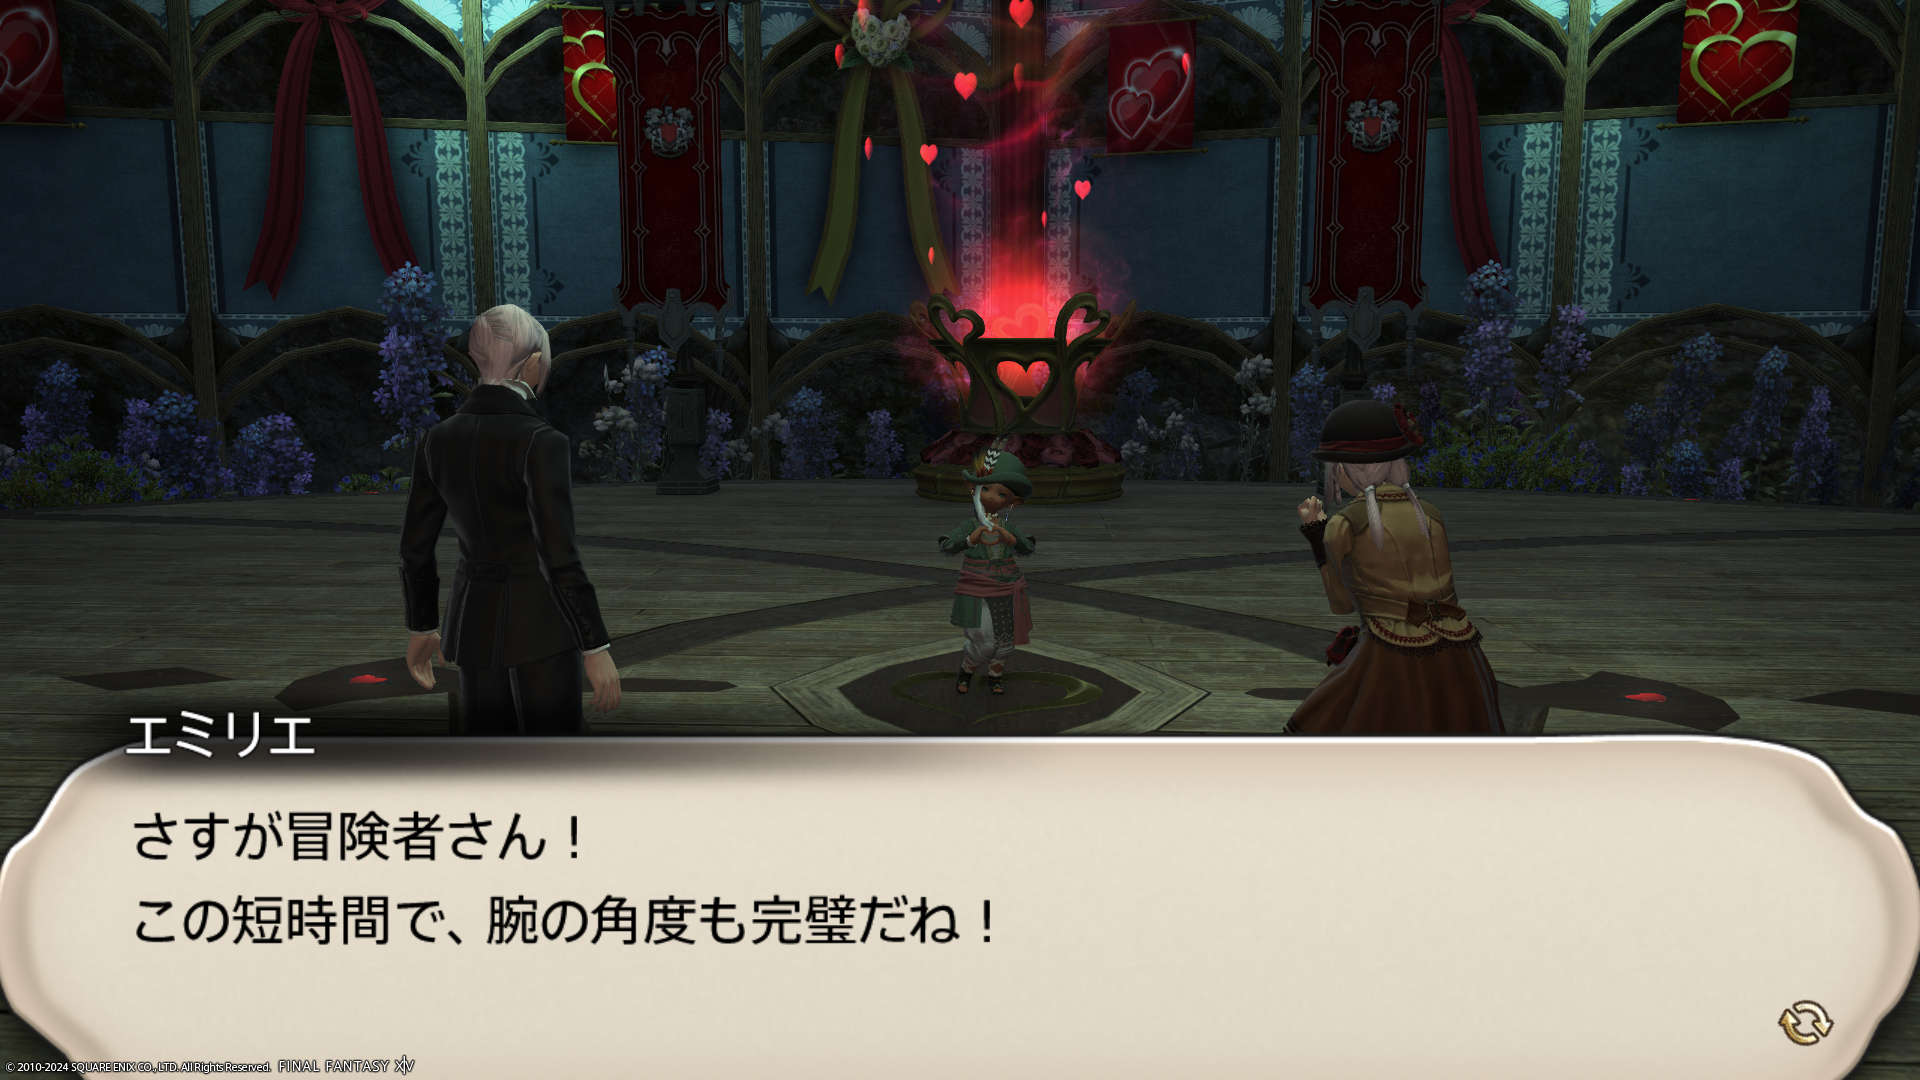 エミリエ
さすが冒険者さん！
この短時間で、腕の角度も完璧だね！
© 2010-2024 SQUARE ENIX CO., LTD. All Rights Reserved. FINAL FANTASY XIV